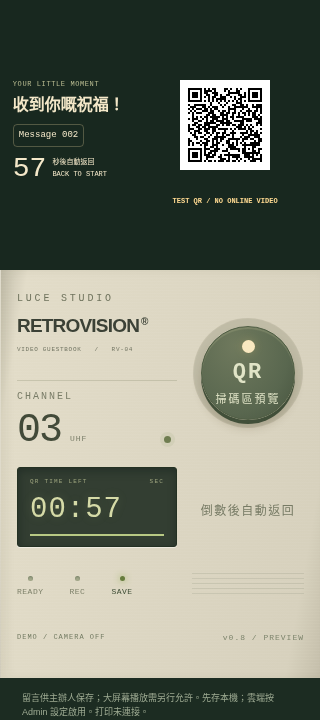 YOUR LITTLE MOMENT
收到你嘅祝福！
Message 002
57 秒後自動返回
BACK TO START
TEST QR / NO ONLINE VIDEO
LUCE STUDIO
RETROVISION®
VIDEO GUESTBOOK / RV-84
CHANNEL
03 UHF
QR
掃碼區預覽
QR TIME LEFT SEC
00:57
倒數後自動返回
READY REC SAVE
DEMO / CAMERA OFF
v0.8 / PREVIEW
留言供主辦人保存；大屏幕播放需另行允許。先存本機；雲端按
Admin 設定啟用。打印未連接。